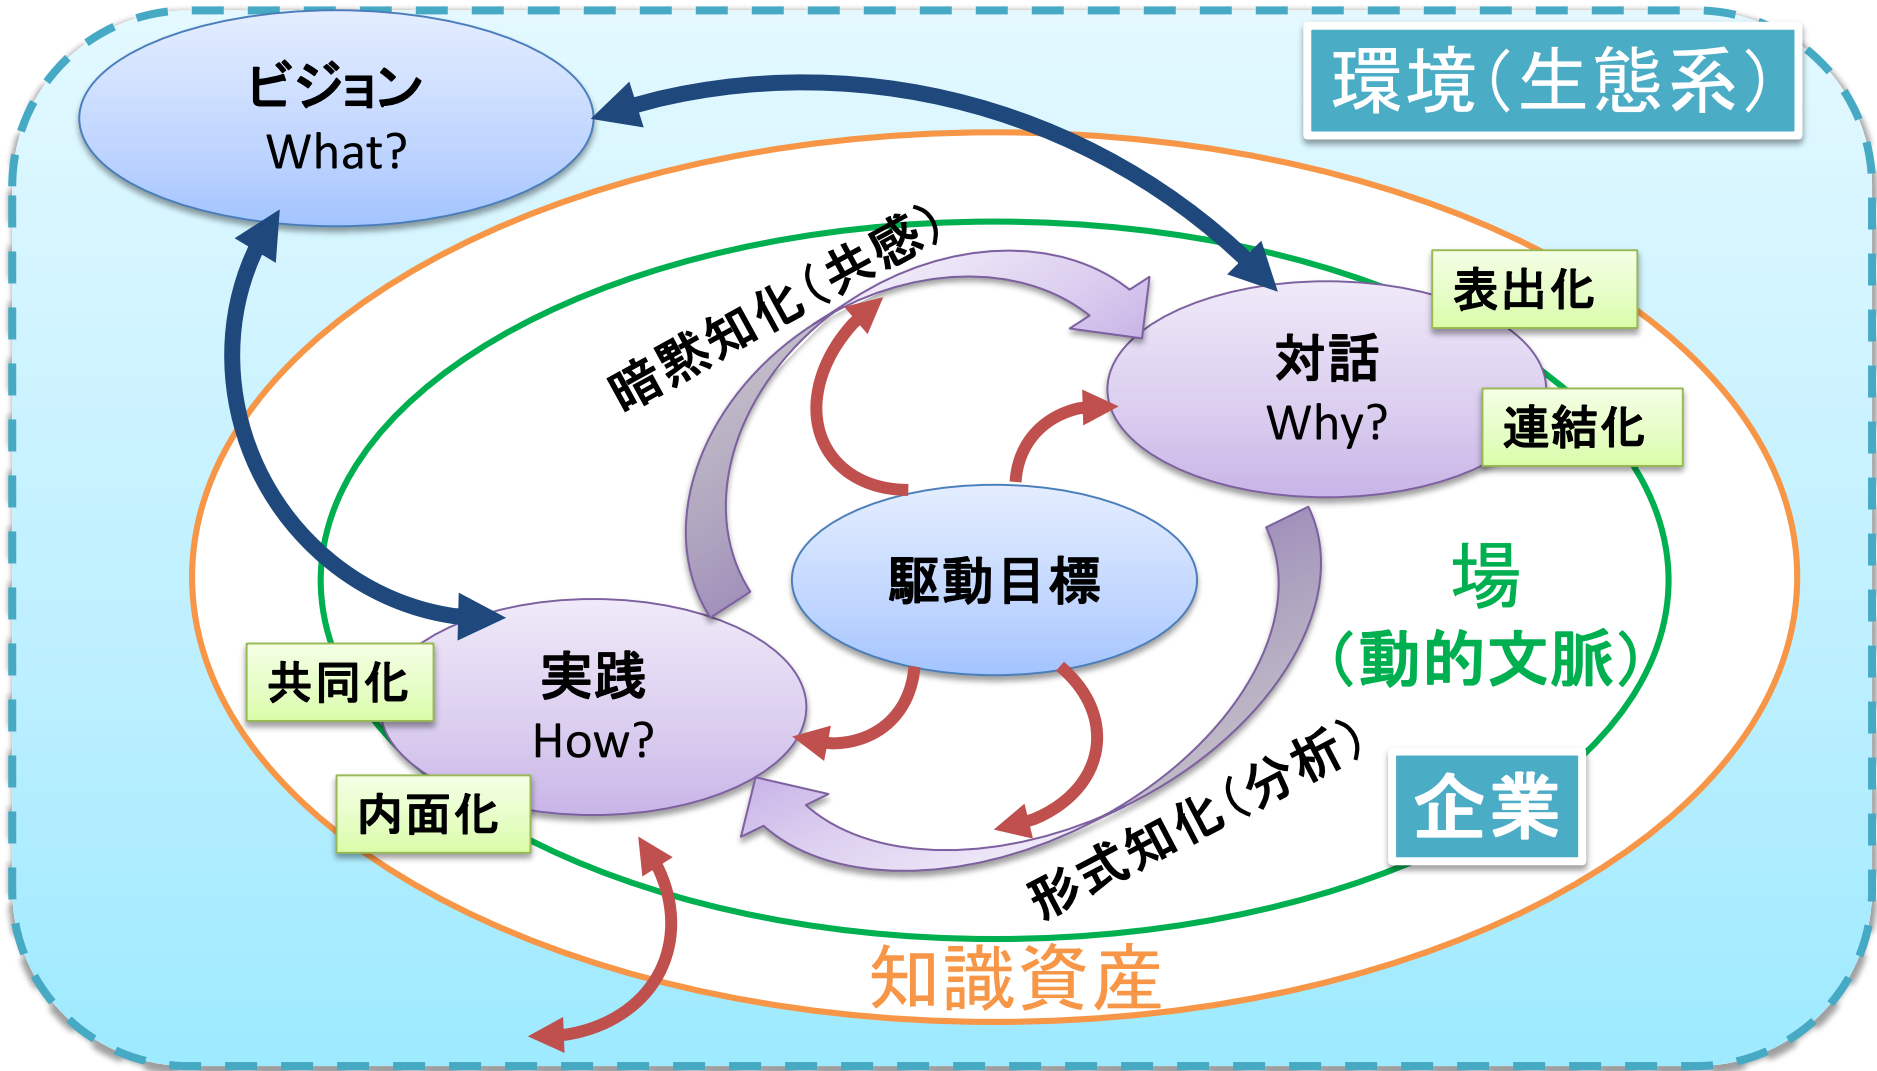 ビジョン
What?
環境（生態系）
暗黙知化（共感）
表出化
対話
Why?
連結化
駆動目標
場
（動的文脈）
共同化
実践
How?
内面化
形式知化（分析）
企業
知識資産